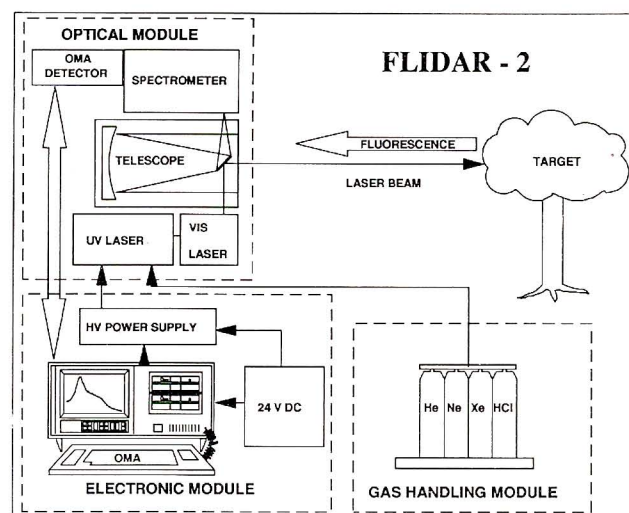 OPTICAL MODULE
OMA
DETECTOR
SPECTROMETER
FLIDAR - 2
TELESCOPE
FLUORESCENCE
LASER BEAM
TARGET
UV LASER
VIS
LASER
HV POWER SUPPLY
24 V DC
OMA
ELECTRONIC MODULE
He Ne Xe HCl
GAS HANDLING MODULE